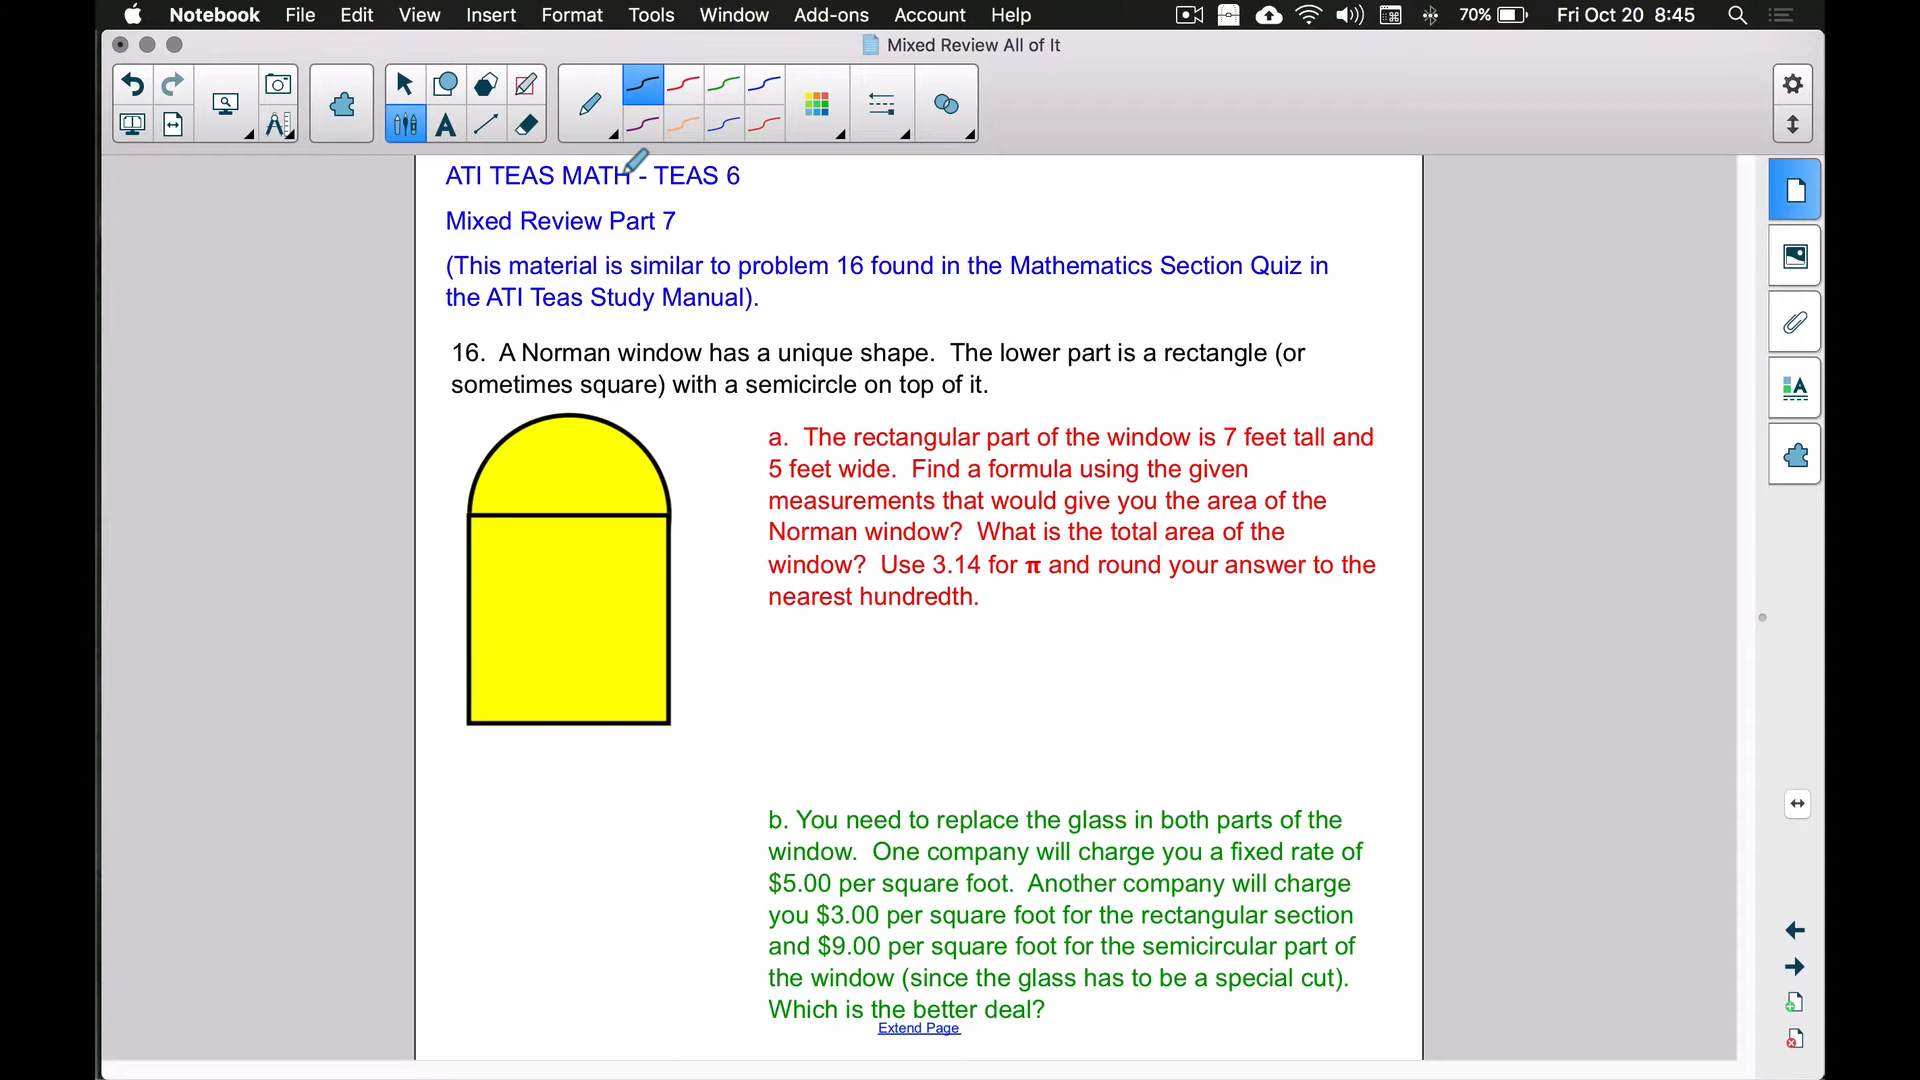 Notebook File Edit View Insert Format Tools Window Add-ons Account Help 70% Fri Oct 20 8:45
Mixed Review All of It
ATI TEAS MATH - TEAS 6
Mixed Review Part 7
(This material is similar to problem 16 found in the Mathematics Section Quiz in
the ATI Teas Study Manual).
16. A Norman window has a unique shape. The lower part is a rectangle (or
sometimes square) with a semicircle on top of it.
a. The rectangular part of the window is 7 feet tall and
5 feet wide. Find a formula using the given
measurements that would give you the area of the
Norman window? What is the total area of the
window? Use 3.14 for π and round your answer to the
nearest hundredth.
b. You need to replace the glass in both parts of the
window. One company will charge you a fixed rate of
$5.00 per square foot. Another company will charge
you $3.00 per square foot for the rectangular section
and $9.00 per square foot for the semicircular part of
the window (since the glass has to be a special cut).
Which is the better deal?
Extend Page